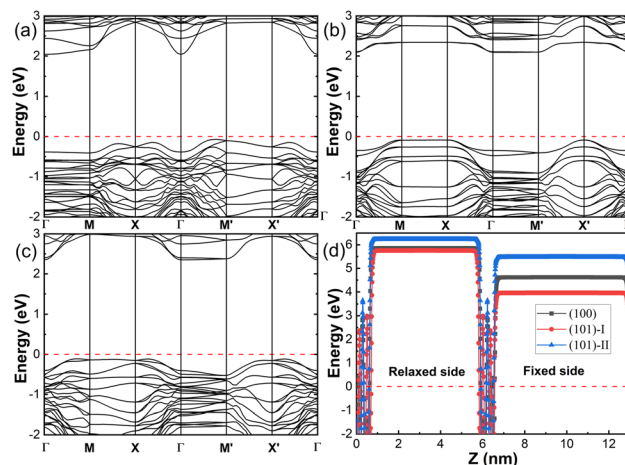 (a)
Energy (eV)
3
2
1
0
-1
-2
Γ M X Γ M' X' Γ
(b)
Energy (eV)
3
2
1
0
-1
-2
Γ M X Γ M' X' Γ
(c)
Energy (eV)
3
2
1
0
-1
-2
Γ M X Γ M' X' Γ
(d)
Energy (eV)
6
5
4
3
2
1
0
-1
-2
(100)
(101)-I
(101)-II
Relaxed side Fixed side
0 2 4 6 8 10 12
Z (nm)